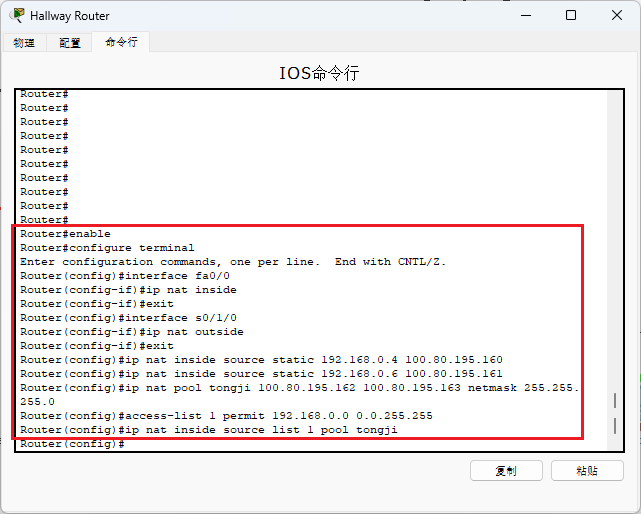 Hallway Router
物理 配置 命令行
IOS命令行
Router#
Router#
Router#
Router#
Router#
Router#
Router#
Router#
Router#
Router#
Router#enable
Router#configure terminal
Enter configuration commands, one per line.  End with CNTL/Z.
Router(config)#interface fa0/0
Router(config-if)#ip nat inside
Router(config-if)#exit
Router(config)#interface s0/1/0
Router(config-if)#ip nat outside
Router(config-if)#exit
Router(config)#ip nat inside source static 192.168.0.4 100.80.195.160
Router(config)#ip nat inside source static 192.168.0.6 100.80.195.161
Router(config)#ip nat pool tongji 100.80.195.162 100.80.195.163 netmask 255.255.
255.0
Router(config)#access-list 1 permit 192.168.0.0 0.0.255.255
Router(config)#ip nat inside source list 1 pool tongji
Router(config)#
复制 粘贴